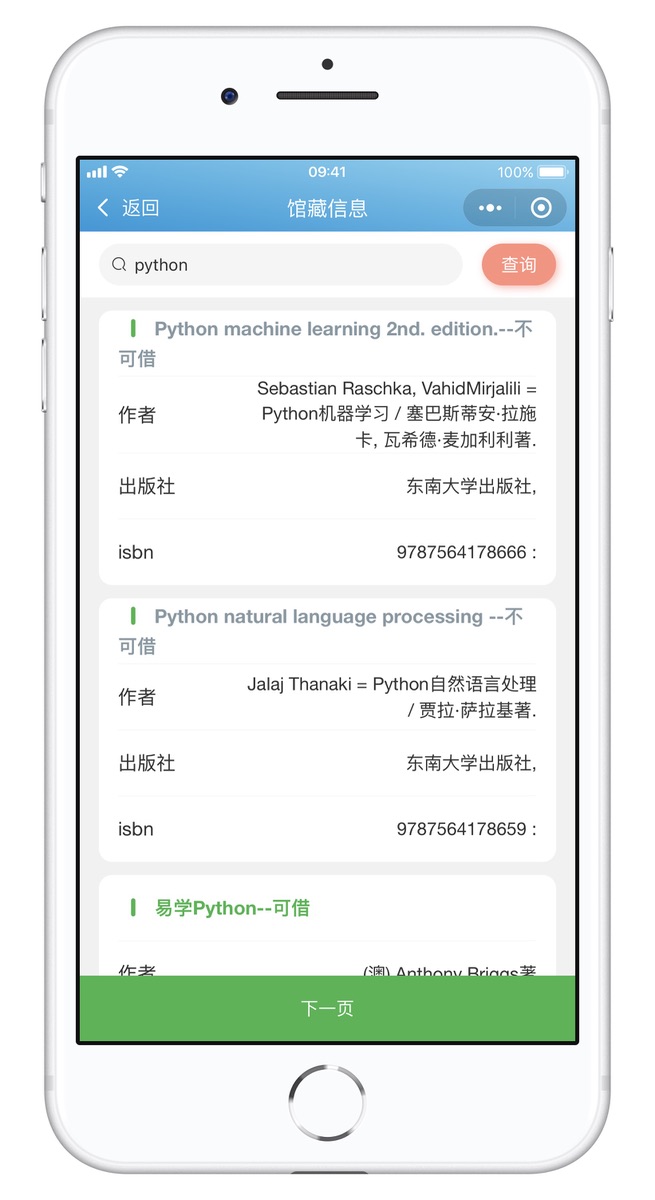 09:41
100%
返回
馆藏信息
python
查询
Python machine learning 2nd. edition.--不
可借
作者
Sebastian Raschka, VahidMirjalili =
Python机器学习 / 塞巴斯蒂安·拉施
卡, 瓦希德·麦加利利著.
出版社
东南大学出版社,
isbn
9787564178666 :
Python natural language processing --不
可借
作者
Jalaj Thanaki = Python自然语言处理
/ 贾拉·萨拉基著.
出版社
东南大学出版社,
isbn
9787564178659 :
易学Python--可借
作者
(澳) Anthony Briggs著
下一页